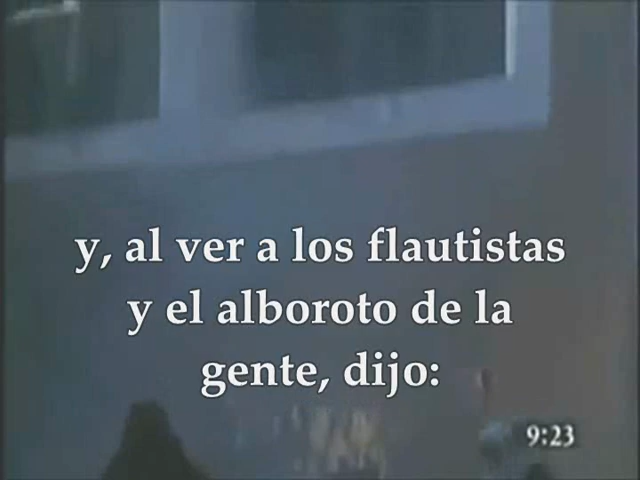 y, al ver a los flautistas
y el alboroto de la
gente, dijo:
9:23